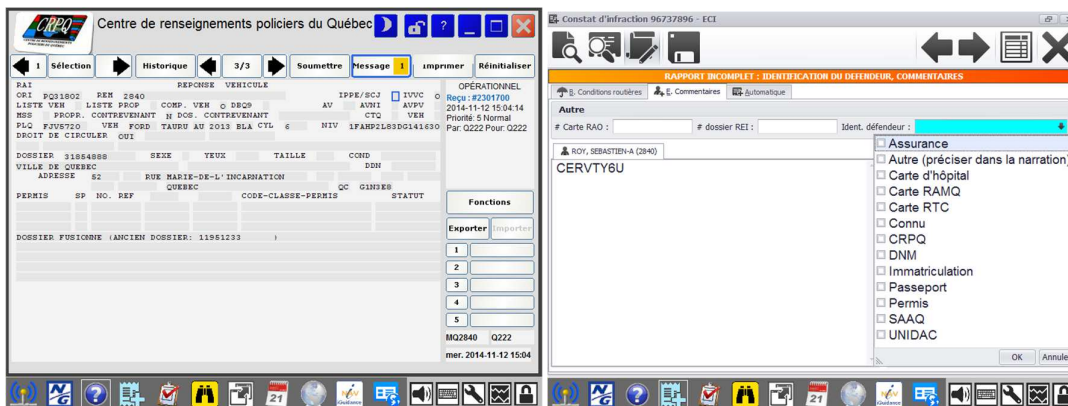 CRPQ
Centre de renseignements policiers du Québec
?
1 Sélection Historique 3/3 Soumettre Message 1 Imprimer Réinitialiser
RAI REPONSE VEHICULE
ORI PQ31802 REM 2840 IPPE/SCJ IVVC O
LISTE VEH LISTE PROP COMP. VEH O DRQ9 AV AVNI AVPV
MSS PROPR. CONTREVENANT N DOS. CONTREVENANT CTQ VEH
PLQ FJV5720 VEH FORD TAURU AU 2013 BLA CYL 6 NIV 1FAHP2L83DG141630
DROIT DE CIRCULER OUI
DOSSIER 31854888 SEXE YEUX TAILLE COND
VILLE DE QUEBEC DDN
ADRESSE 52 RUE MARIE-DE-L'INCARNATION
QUEBEC QC G1N3E8
PERMIS SP NO. REF CODE-CLASSE-PERMIS STATUT
DOSSIER FUSIONNE (ANCIEN DOSSIER: 11951233 )
OPÉRATIONNEL
Reçu : #2301700
2014-11-12 15:04:14
Priorité: 5 Normal
Par: Q222 Pour: Q222
Fonctions
Exporter Importer
1
2
3
4
5
MQ2840 Q222
mer. 2014-11-12 15:04
21
Constat d'infraction 96737896 - ECI
RAPPORT INCOMPLET : IDENTIFICATION DU DEFENDEUR, COMMENTAIRES
B. Conditions routières E. Commentaires Automatique
Autre
# Carte RAO : # dossier REI : Ident. défendeur :
ROY, SEBASTIEN-A (2840)
CERVTY6U
Assurance
Autre (préciser dans la narration)
Carte d'hôpital
Carte RAMQ
Carte RTC
Connu
CRPQ
DNM
Immatriculation
Passeport
Permis
SAAQ
UNIDAC
OK Annule
21